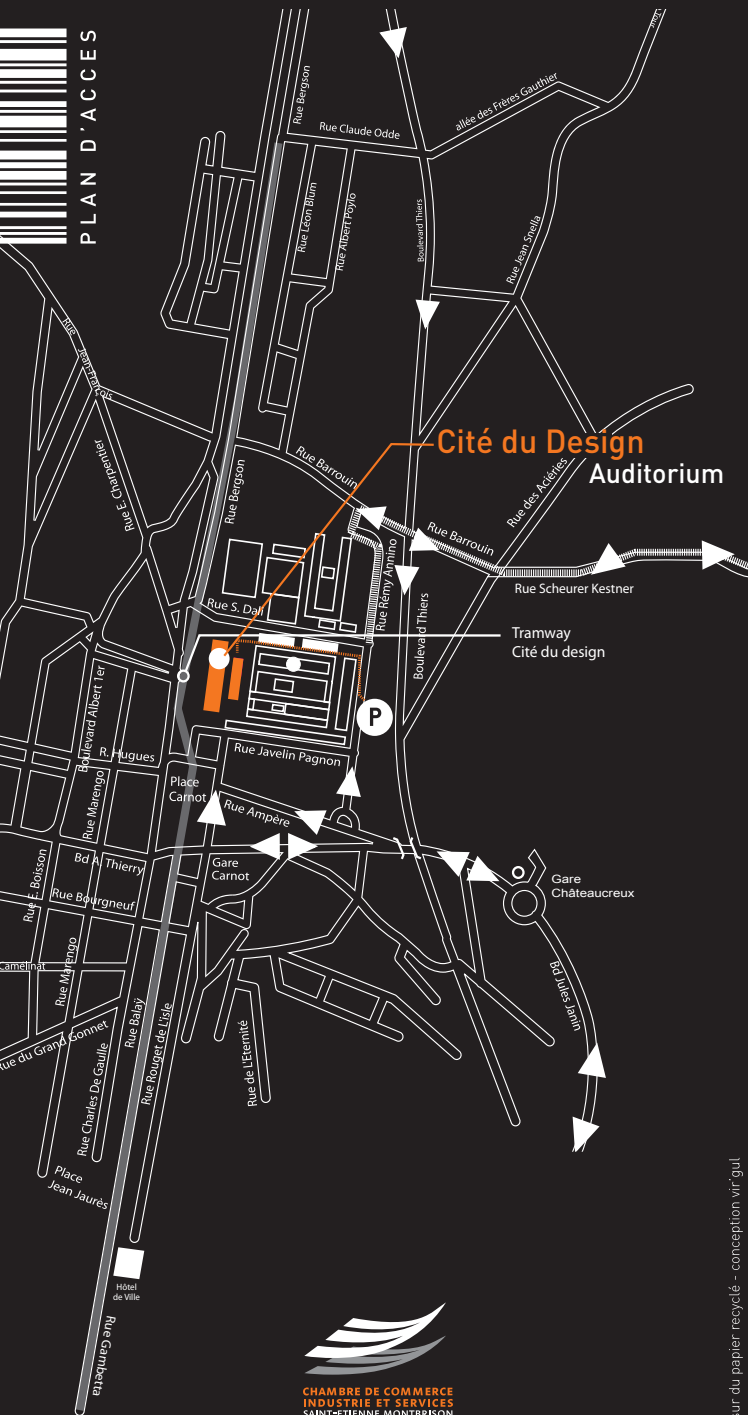 PLAN D'ACCES
Rue Bergson
Rue Claude Odde
allée des Frères Gauthier
Rue Léon Blum
Rue Albert Poylo
Boulevard Thiers
Rue Jean Snella
Rue
Jean-François
Rue E. Charpentier
Rue Bergson
Rue Barrouin
Cité du Design
Auditorium
Rue des Aciéries
Rue Barrouin
Rue Scheurer Kestner
Rue Rémy Annino
Boulevard Thiers
Rue S. Dali
Tramway
Cité du design
P
Boulevard Albert 1er
R. Hugues
Rue Javelin Pagnon
Place
Carnot
Rue Marengo
Rue Ampère
Bd A. Thierry
Gare
Carnot
Rue F. Boisson
Rue Bourgneuf
Gare
Châteaucreux
Camélinat
Rue Marengo
Bd Jules Janin
Rue Balaÿ
Rue du Grand Gonnet
Rue Charles De Gaulle
Rue Rouget de L'isle
Rue de L'Eternité
Place
Jean Jaurès
Hôtel
de Ville
Rue Gambetta
CHAMBRE DE COMMERCE
INDUSTRIE ET SERVICES
SAINT-ETIENNE MONTBRISON
sur du papier recyclé - conception vir'gul